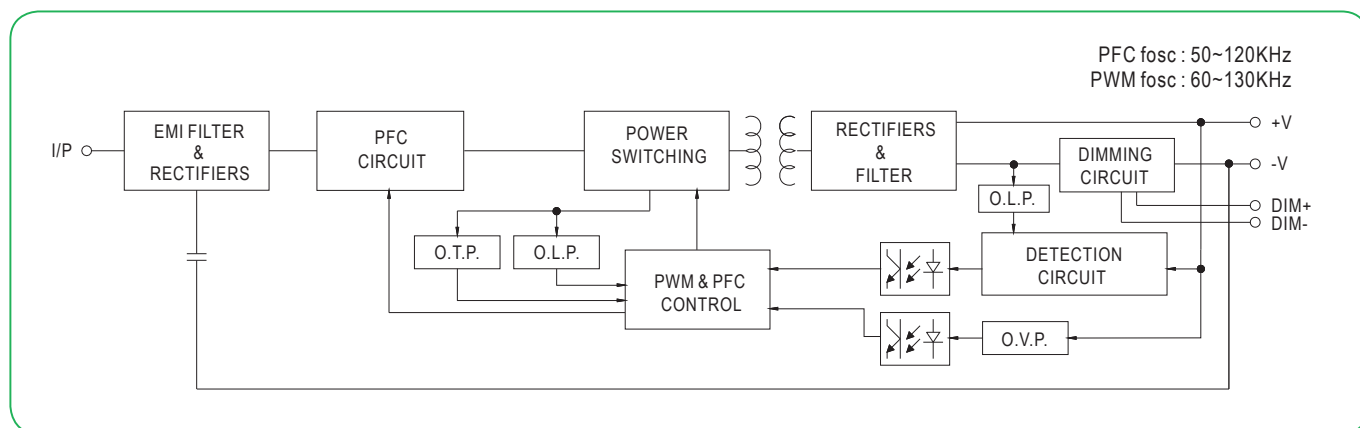 PFC fosc : 50~120KHz
PWM fosc : 60~130KHz
I/P
EMI FILTER
&
RECTIFIERS
PFC
CIRCUIT
POWER
SWITCHING
RECTIFIERS
&
FILTER
DIMMING
CIRCUIT
+V
-V
DIM+
DIM-
O.L.P.
O.T.P.
O.L.P.
PWM & PFC
CONTROL
DETECTION
CIRCUIT
O.V.P.